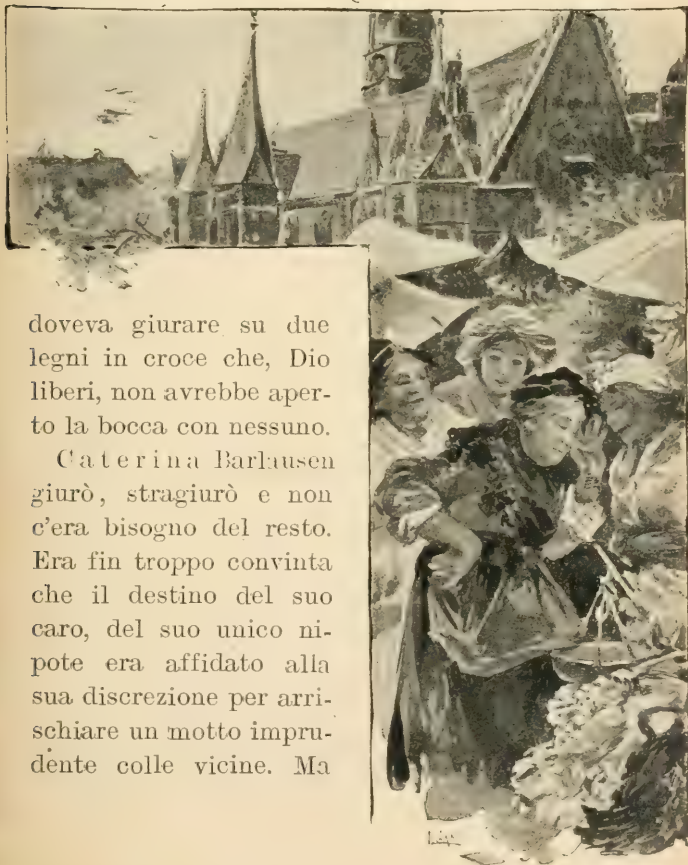 doveva giurare su due
legni in croce che, Dio
liberi, non avrebbe aper-
to la bocca con nessuno.
Caterina Barlausen
giurò, stragiurò e non
c'era bisogno del resto.
Era fin troppo convinta
che il destino del suo
caro, del suo unico ni-
pote era affidato alla
sua discrezione per arri-
schiare un motto impru-
dente colle vicine. Ma